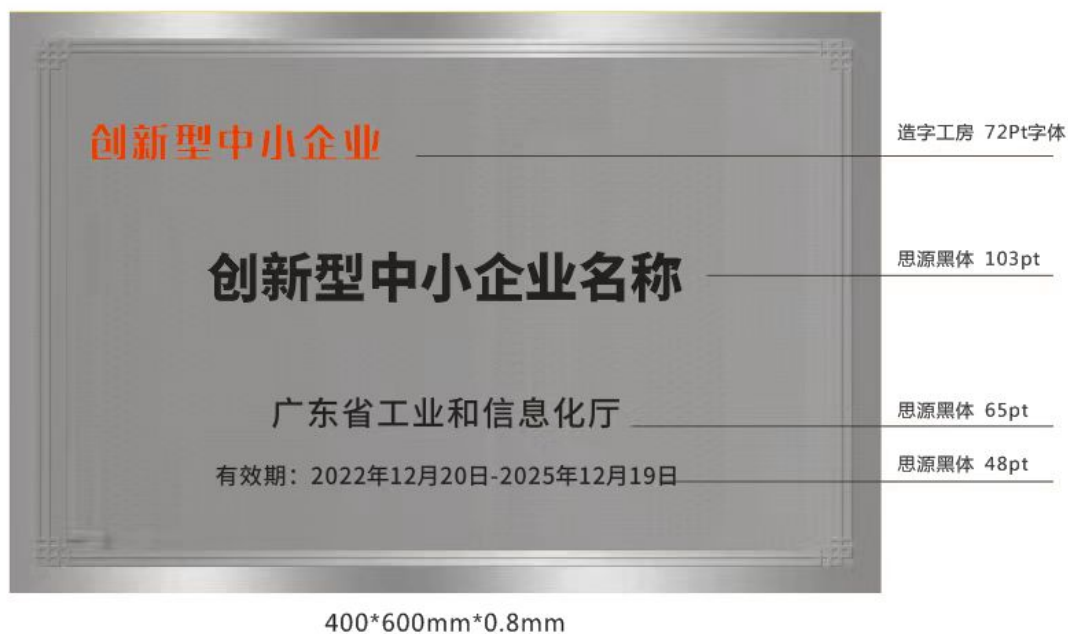 创新型中小企业
造字工房 72Pt字体
创新型中小企业名称
思源黑体 103pt
广东省工业和信息化厅
思源黑体 65pt
有效期：2022年12月20日-2025年12月19日
思源黑体 48pt
400*600mm*0.8mm